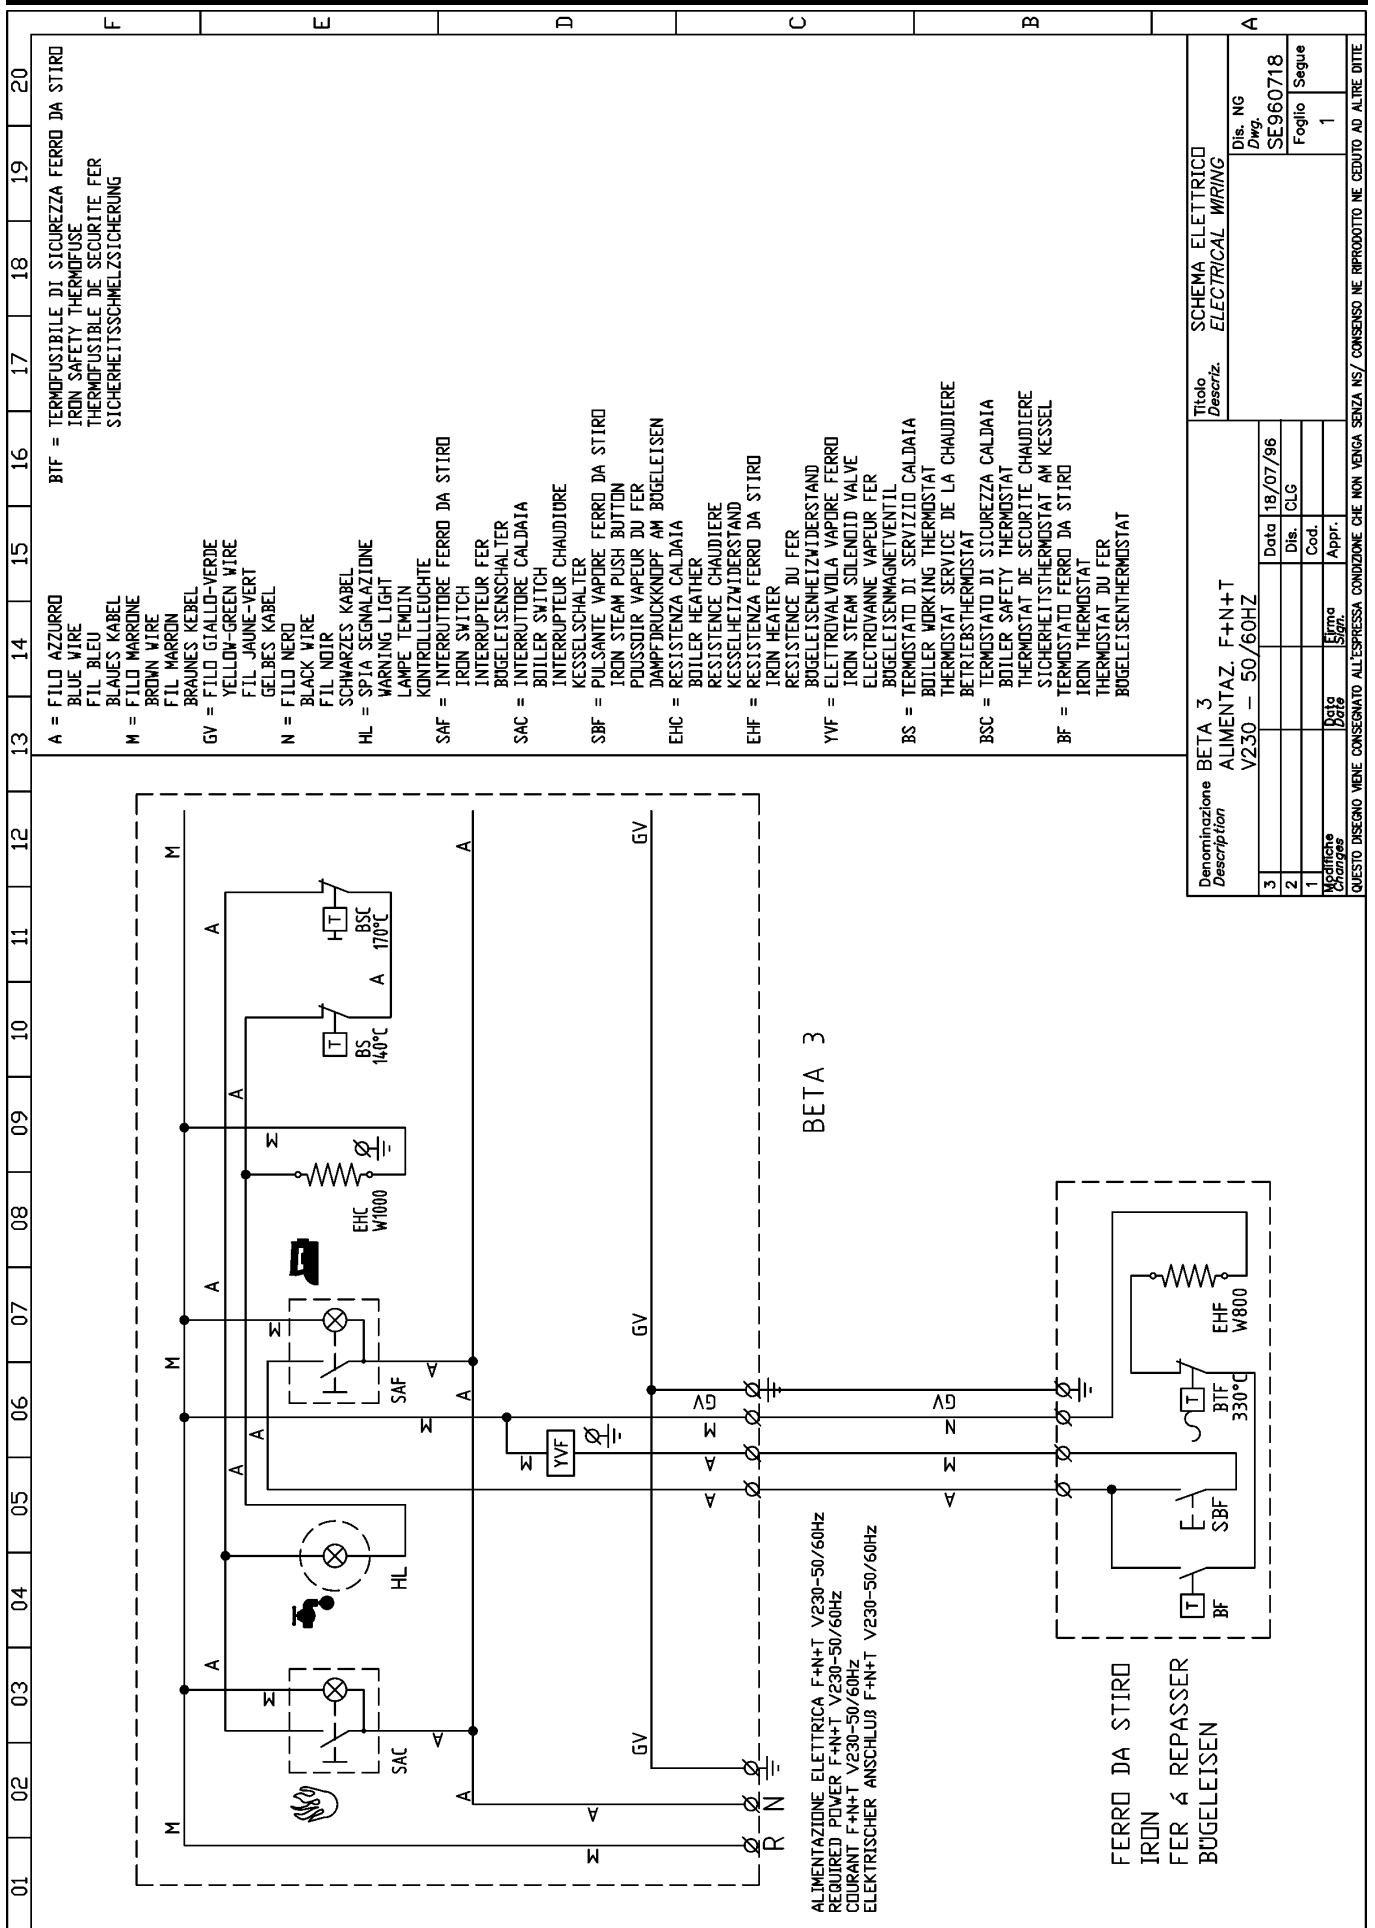 01 02 03 04 05 06 07 08 09 10 11 12 13 14 15 16 17 18 19 20
F
E
D
C
B
A
A = FILO AZZURRO
BLUE WIRE
FIL BLEU
BLAUES KABEL
M = FILO MARRONE
BROWN WIRE
FIL MARRON
BRAUNES KEBEL
GV = FILO GIALLO-VERDE
YELLOW-GREEN WIRE
FIL JAUNE-VERT
GELBES KABEL
N = FILO NERO
BLACK WIRE
FIL NOIR
SCHWARZES KABEL
HL = SPIA SEGNALAZIONE
WARNING LIGHT
LAMPE TEMOIN
KONTROLLLEUCHTE
SAF = INTERRUTTORE FERRO DA STIRO
IRON SWITCH
INTERRUPTEUR FER
BÜGELEISENSCHALTER
SAC = INTERRUTTORE CALDAIA
BOILER SWITCH
INTERRUPTEUR CHAUDIORE
KESSELSCHALTER
SBF = PULSANTE VAPORE FERRO DA STIRO
IRON STEAM PUSH BUTTON
POUSSOIR VAPEUR DU FER
DAMPFDRUCKKNOPF AM BÜGELEISEN
EHC = RESISTENZA CALDAIA
BOILER HEATHER
RESISTENCE CHAUDIERE
KESSELHEIZWIDERSTAND
EHF = RESISTENZA FERRO DA STIRO
IRON HEATER
RESISTENCE DU FER
BÜGELEISENHEIZWIDERSTAND
YVF = ELETTROVALVOLA VAPORE FERRO
IRON STEAM SOLENOID VALVE
ELECTROVANNE VAPEUR FER
BÜGELEISENMAGNETVENTIL
BS = TERMOSTATO DI SERVIZIO CALDAIA
BOILER WORKING THERMOSTAT
THERMOSTAT SERVICE DE LA CHAUDIERE
BETRIEBSTHERMOSTAT
BSC = TERMOSTATO DI SICUREZZA CALDAIA
BOILER SAFETY THERMOSTAT
THERMOSTAT DE SECURITE CHAUDIERE
SICHERHEITSTHERMOSTAT AM KESSEL
BF = TERMOSTATO FERRO DA STIRO
IRON THERMOSTAT
THERMOSTAT DU FER
BÜGELEISENTHERMOSTAT
BTF = TERMOFUSIBILE DI SICUREZZA FERRO DA STIRO
IRON SAFETY THERMOFUSE
THERMOFUSIBLE DE SECURITE FER
SICHERHEITSSCHMELZSICHERUNG
M M M
A A A A
A A A
M M M
T
BS
140°C
T
BSC
170°C
A
EHC
W1000
SAF
HL
SAC
A A
A A A
M
M
YVF
GV GV GV
M A
GV
M
A
A
R N
GV
N
M
A
BETA 3
ALIMENTAZIONE ELETTRICA F+N+T V230-50/60Hz
REQUIRED POWER F+N+T V230-50/60Hz
COURANT F+N+T V230-50/60Hz
ELEKTRISCHER ANSCHLUß F+N+T V230-50/60Hz
T
BF
SBF
T
BTF
330°C
EHF
W800
FERRO DA STIRO
IRON
FER Á REPASSER
BÜGELEISEN
Denominazione BETA 3
Description ALIMENTAZ. F+N+T
V230 - 50/60HZ
Titolo SCHEMA ELETTRICO
Descriz. ELECTRICAL WIRING
Dis. NG
Dwg.
SE960718
Foglio Segue
1
3 Data 18/07/96
2 Dis. CLG
1 Cod.
Modifiche Data Firma Appr.
Changes Date Sign.
QUESTO DISEGNO VIENE CONSEGNATO ALL'ESPRESSA CONDIZIONE CHE NON VENGA SENZA NS/ CONSENSO NE RIPRODOTTO NE CEDUTO AD ALTRE DITTE